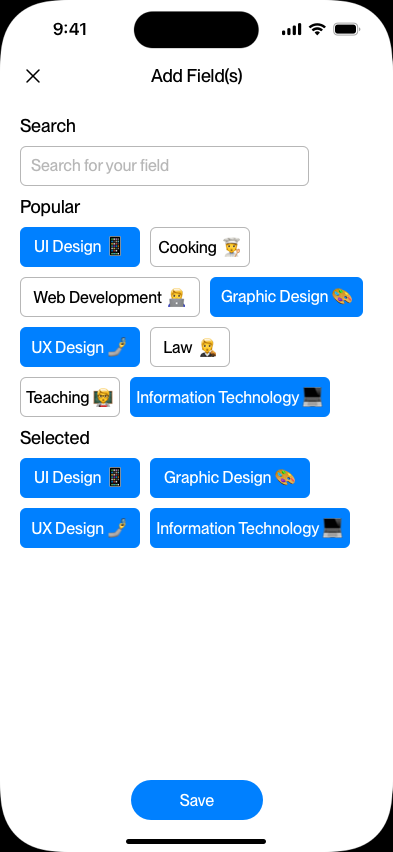 9:41
Add Field(s)
Search
Search for your field
Popular
UI Design 📱 Cooking 👨‍🍳
Web Development 👨‍💻 Graphic Design 🎨
UX Design 🤳 Law 🧑‍⚖️
Teaching 👩‍🏫 Information Technology 💻
Selected
UI Design 📱 Graphic Design 🎨
UX Design 🤳 Information Technology 💻
Save